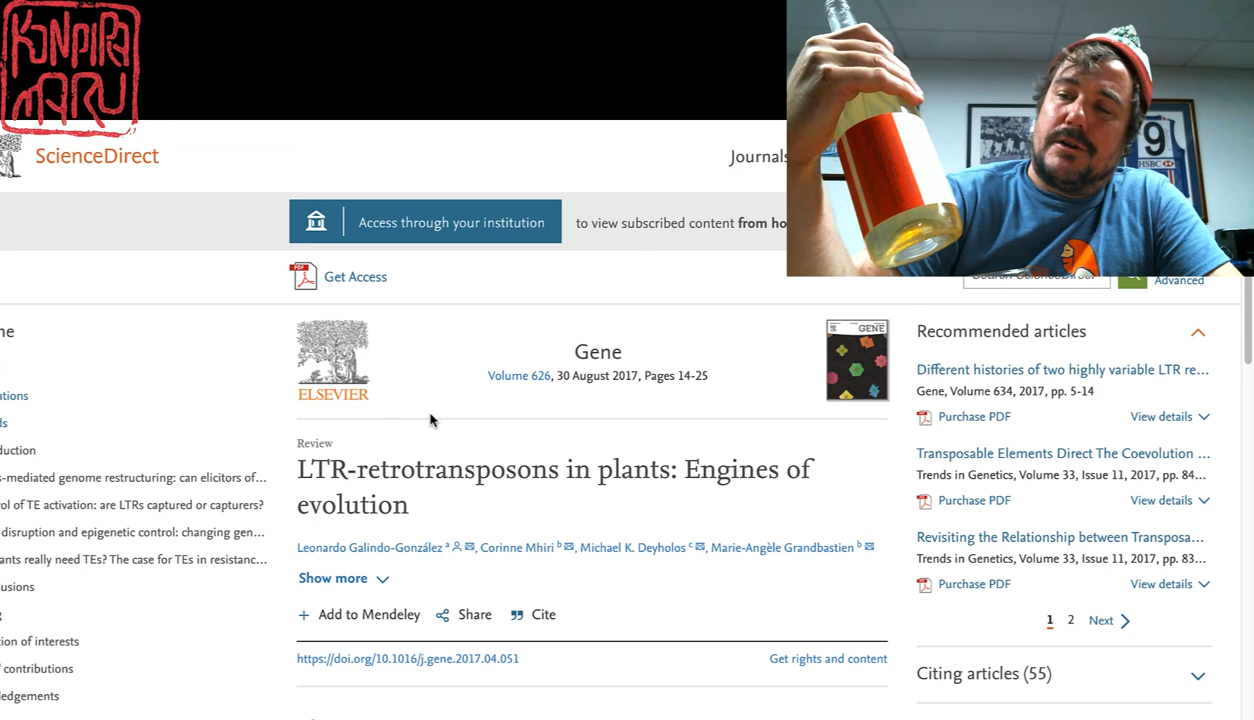 KONPIRA
MARU
ScienceDirect
Journals
Access through your institution
to view subscribed content from ho
Get Access
Advanced
9
HSBC
ne
ELSEVIER
Gene
Volume 626, 30 August 2017, Pages 14-25
GENE
Recommended articles
Different histories of two highly variable LTR re...
Gene, Volume 634, 2017, pp. 5-14
Purchase PDF
View details
ations
ds
duction
Review
LTR-retrotransposons in plants: Engines of
evolution
Transposable Elements Direct The Coevolution ...
Trends in Genetics, Volume 33, Issue 11, 2017, pp. 84...
Purchase PDF
View details
s-mediated genome restructuring: can elicitors of...
ol of TE activation: are LTRs captured or capturers?
disruption and epigenetic control: changing gen...
ants really need TEs? The case for TEs in resistanc...
lusions
Leonardo Galindo-González a, Corinne Mhiri b, Michael K. Deyholos c, Marie-Angèle Grandbastien b
Show more
Revisiting the Relationship between Transposa...
Trends in Genetics, Volume 33, Issue 11, 2017, pp. 83...
Purchase PDF
View details
+ Add to Mendeley
Share
Cite
1 2 Next
tion of interests
contributions
ledgements
https://doi.org/10.1016/j.gene.2017.04.051
Get rights and content
Citing articles (55)